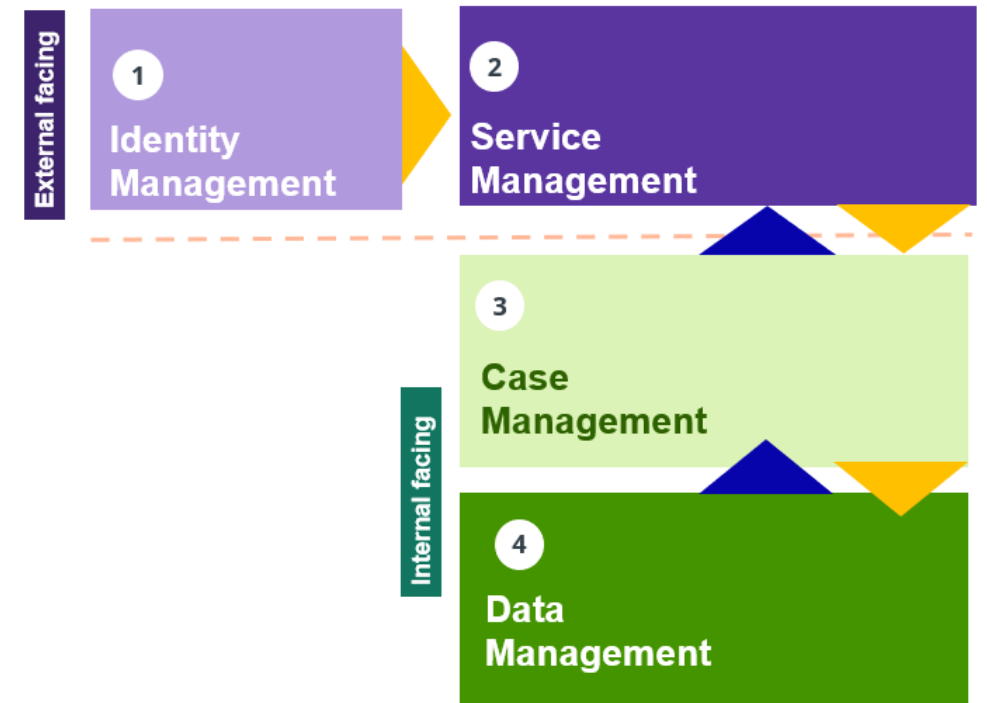 External facing
1
Identity
Management
2
Service
Management
3
Case
Management
Internal facing
4
Data
Management